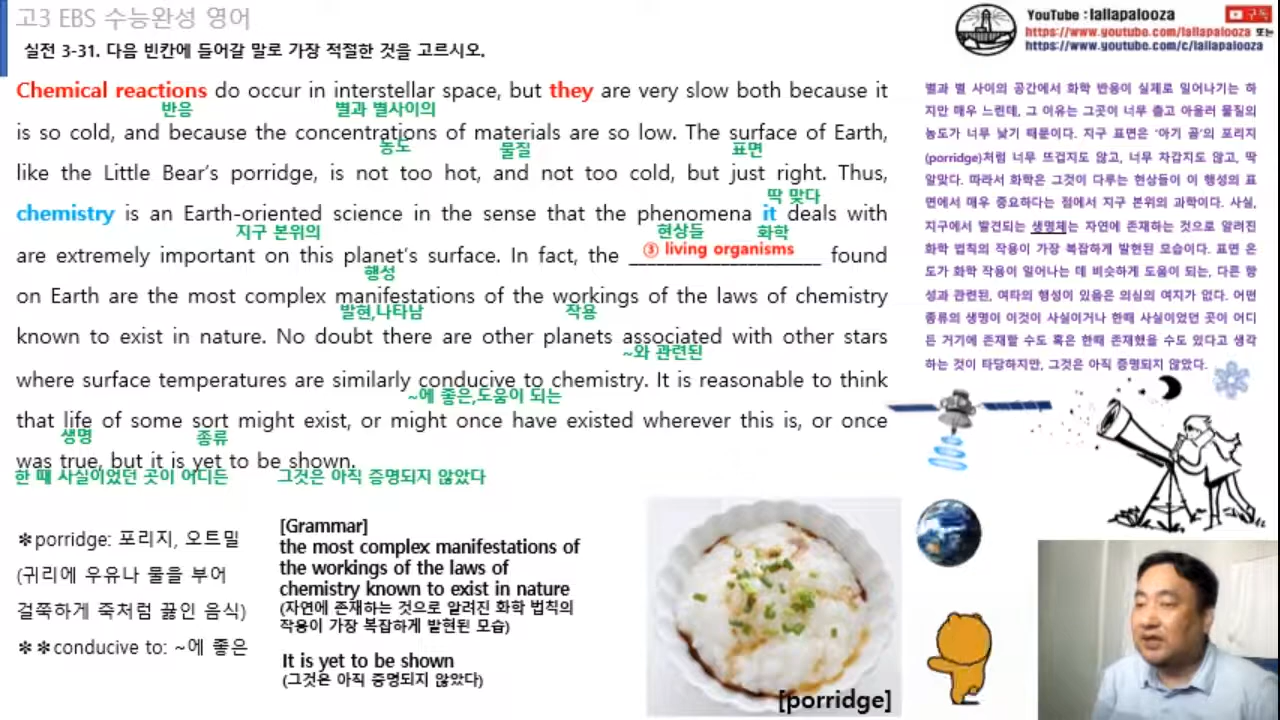 고3 EBS 수능완성 영어
실전 3-31. 다음 빈칸에 들어갈 말로 가장 적절한 것을 고르시오.
YouTube : lallapalooza
구독
https://www.youtube.com/lallapalooza 또는
https://www.youtube.com/c/lallapalooza
Chemical reactions do occur in interstellar space, but they are very slow both because it
반응 별과 별사이의
is so cold, and because the concentrations of materials are so low. The surface of Earth,
농도 물질 표면
like the Little Bear's porridge, is not too hot, and not too cold, but just right. Thus,
딱 맞다
chemistry is an Earth-oriented science in the sense that the phenomena it deals with
지구 본위의 현상들 화학
are extremely important on this planet's surface. In fact, the ③ living organisms found
행성
on Earth are the most complex manifestations of the workings of the laws of chemistry
발현,나타남 작용
known to exist in nature. No doubt there are other planets associated with other stars
~와 관련된
where surface temperatures are similarly conducive to chemistry. It is reasonable to think
~에 좋은,도움이 되는
that life of some sort might exist, or might once have existed wherever this is, or once
생명 종류
was true, but it is yet to be shown.
한 때 사실이었던 곳이 어디든 그것은 아직 증명되지 않았다
별과 별 사이의 공간에서 화학 반응이 실제로 일어나기는 하
지만 매우 느린데, 그 이유는 그곳이 너무 춥고 아울러 물질의
농도가 너무 낮기 때문이다. 지구 표면은 '아기 곰'의 포리지
(porridge)처럼 너무 뜨겁지도 않고, 너무 차갑지도 않고, 딱
알맞다. 따라서 화학은 그것이 다루는 현상들이 이 행성의 표
면에서 매우 중요하다는 점에서 지구 본위의 과학이다. 사실,
지구에서 발견되는 생명체는 자연에 존재하는 것으로 알려진
화학 법칙의 작용이 가장 복잡하게 발현된 모습이다. 표면 온
도가 화학 작용이 일어나는 데 비슷하게 도움이 되는, 다른 항
성과 관련된, 여타의 행성이 있음은 의심의 여지가 없다. 어떤
종류의 생명이 이것이 사실이거나 한때 사실이었던 곳이 어디
든 거기에 존재할 수도 혹은 한때 존재했을 수도 있다고 생각
하는 것이 타당하지만, 그것은 아직 증명되지 않았다.
*porridge: 포리지, 오트밀
(귀리에 우유나 물을 부어
걸쭉하게 죽처럼 끓인 음식)
**conducive to: ~에 좋은
[Grammar]
the most complex manifestations of
the workings of the laws of
chemistry known to exist in nature
(자연에 존재하는 것으로 알려진 화학 법칙의
작용이 가장 복잡하게 발현된 모습)
It is yet to be shown
(그것은 아직 증명되지 않았다)
[porridge]